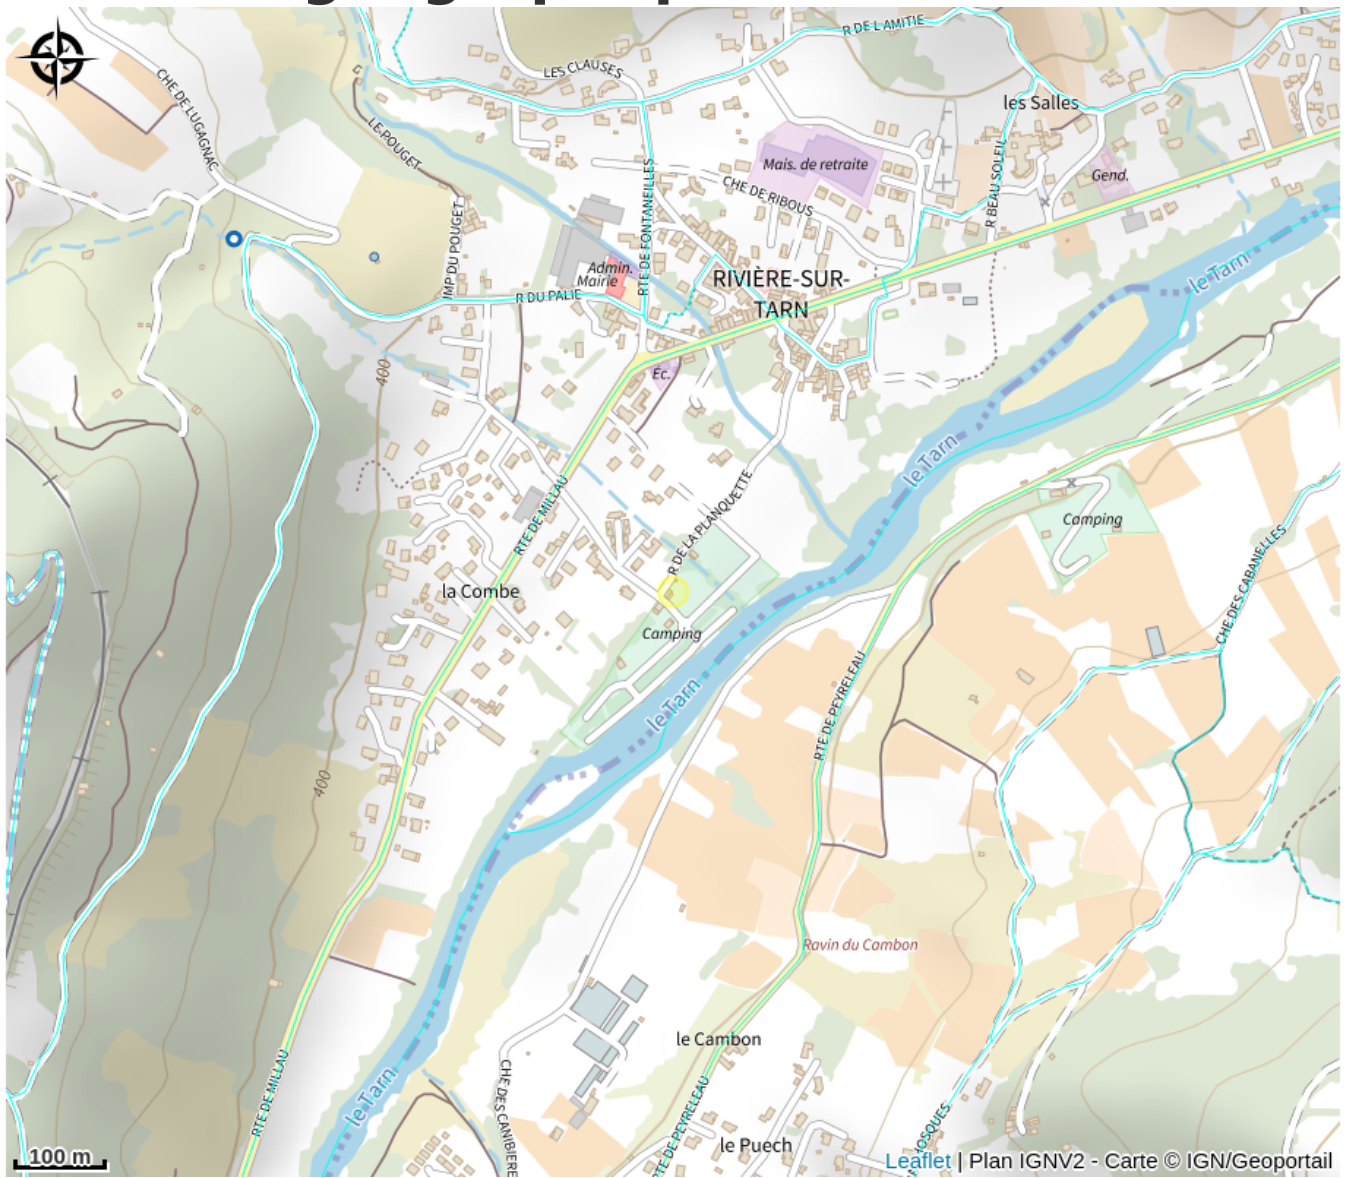 R DE L AMITIE
LES CLAUSES
CHE DE LUGAGNAC
LE POUGET
les Salles
Mais. de retraite
Gend.
CHE DE RIBOUS
R BEAU SOLEIL
RTE DE FONTANEILLES
IMP DU POUGET
Admin.
Mairie
R DU PALIE
RIVIÈRE-SUR-
TARN
le Tarn
Éc.
400
le Tarn
RTE DE MILLAU
R DE LA PLANQUETTE
Camping
CHE DES CABANELLES
la Combe
Camping
le Tarn
RTE DE PEYRELEAU
400
Ravin du Cambon
le Cambon
RTE DE MILLAU
le Tarn
CHE DES CANIBIERE
TE DE PEYRELEAU
le Puech
OSQUES
100 m
Leaflet | Plan IGNV2 - Carte © IGN/Geoportail